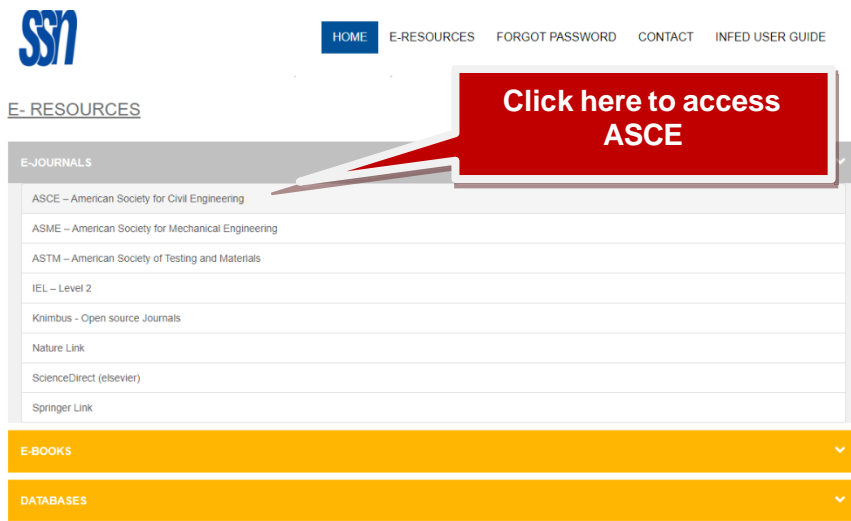 ssn
HOME E-RESOURCES FORGOT PASSWORD CONTACT INFED USER GUIDE
Click here to access
ASCE
E- RESOURCES
E-JOURNALS
ASCE – American Society for Civil Engineering
ASME – American Society for Mechanical Engineering
ASTM – American Society of Testing and Materials
IEL – Level 2
Knimbus - Open source Journals
Nature Link
ScienceDirect (elsevier)
Springer Link
E-BOOKS
DATABASES